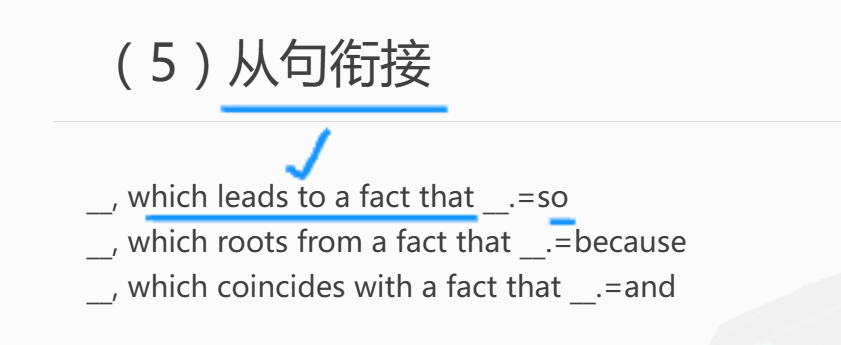 （5）从句衔接
__, which leads to a fact that __.=so
__, which roots from a fact that __.=because
__, which coincides with a fact that __.=and